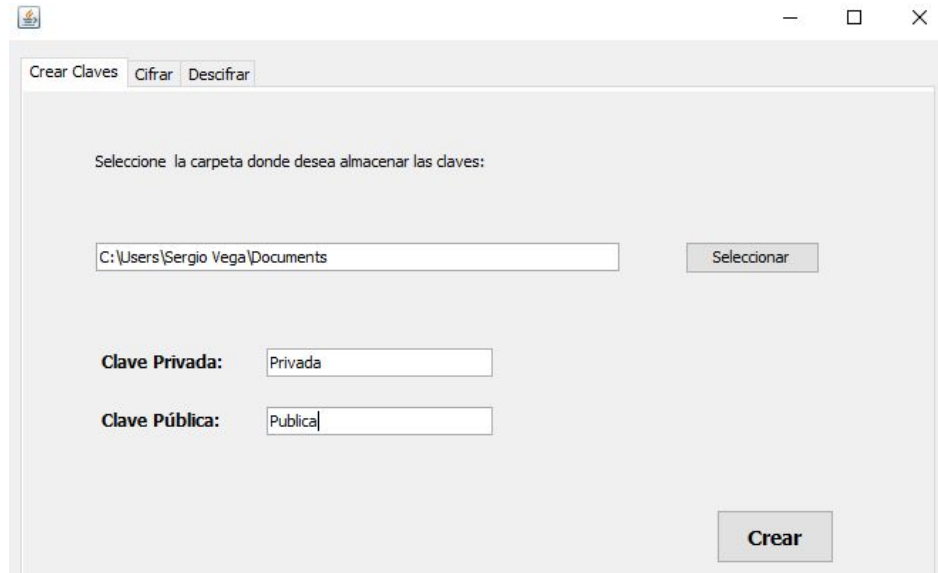 Crear Claves Cifrar Descifrar
Seleccione la carpeta donde desea almacenar las claves:
C:\Users\Sergio Vega\Documents Seleccionar
Clave Privada: Privada
Clave Pública: Publica
Crear